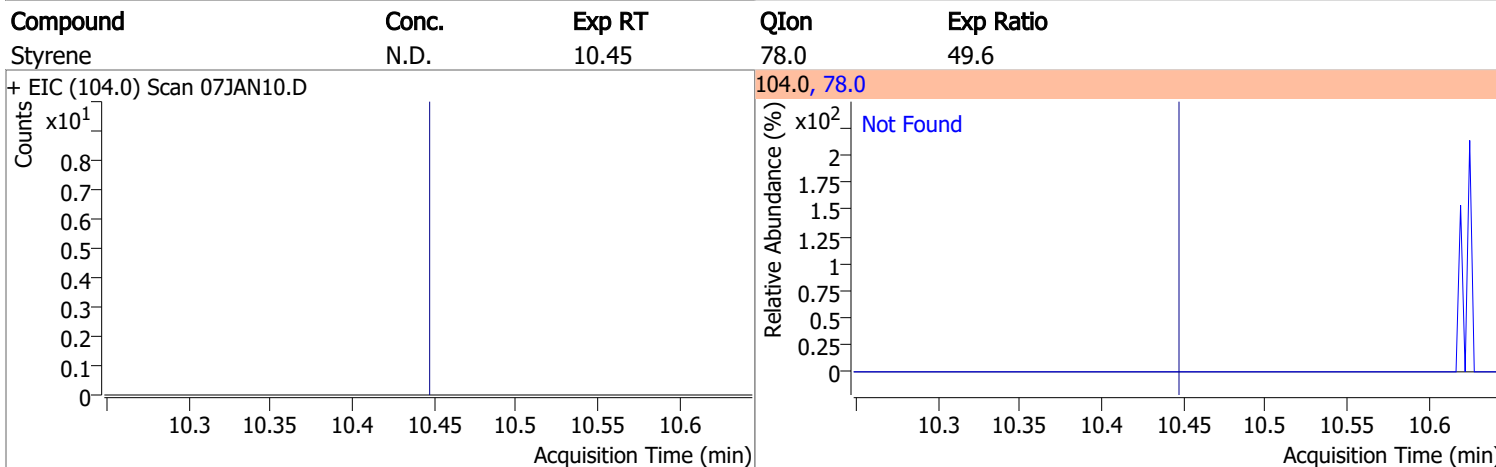 Compound Conc. Exp RT QIon Exp Ratio
Styrene N.D. 10.45 78.0 49.6
+ EIC (104.0) Scan 07JAN10.D
Counts
x10¹
0.8
0.7
0.6
0.5
0.4
0.3
0.2
0.1
0
10.3 10.35 10.4 10.45 10.5 10.55 10.6
Acquisition Time (min)
104.0, 78.0
Relative Abundance (%)
x10²
Not Found
2
1.75
1.5
1.25
1
0.75
0.5
0.25
0
10.3 10.35 10.4 10.45 10.5 10.55 10.6
Acquisition Time (min)